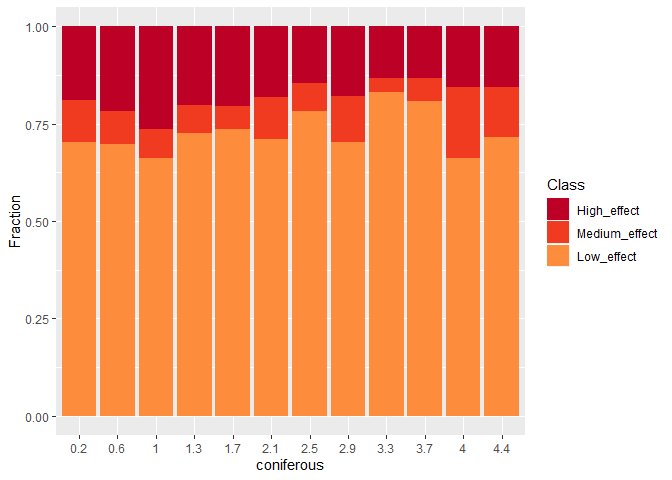 1.00
0.75
0.50
0.25
0.00
Fraction
0.2 0.6 1 1.3 1.7 2.1 2.5 2.9 3.3 3.7 4 4.4
coniferous
Class
High_effect
Medium_effect
Low_effect